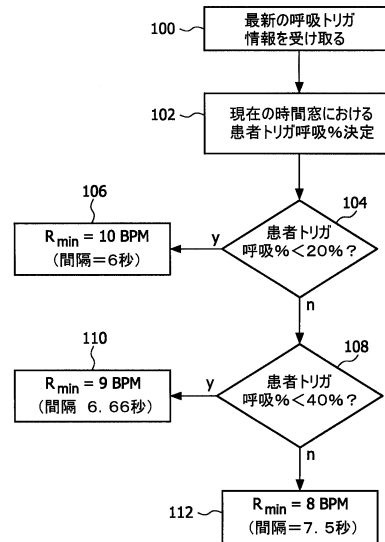 100
最新の呼吸トリガ
情報を受け取る
102
現在の時間窓における
患者トリガ呼吸%決定
104
患者トリガ
呼吸%<20%?
y
n
106
Rmin = 10 BPM
(間隔=6秒)
108
患者トリガ
呼吸%<40%?
y
n
110
Rmin = 9 BPM
(間隔 6.66秒)
112
Rmin = 8 BPM
(間隔=7.5秒)